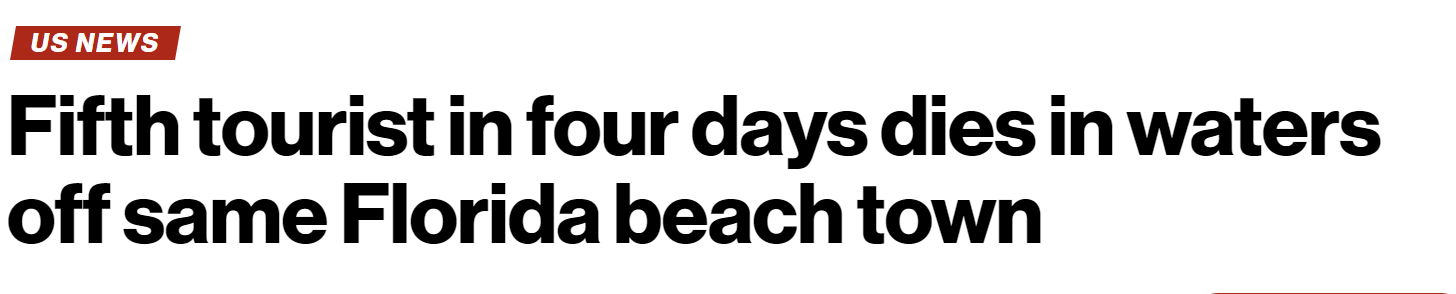 US NEWS
Fifth tourist in four days dies in waters
off same Florida beach town